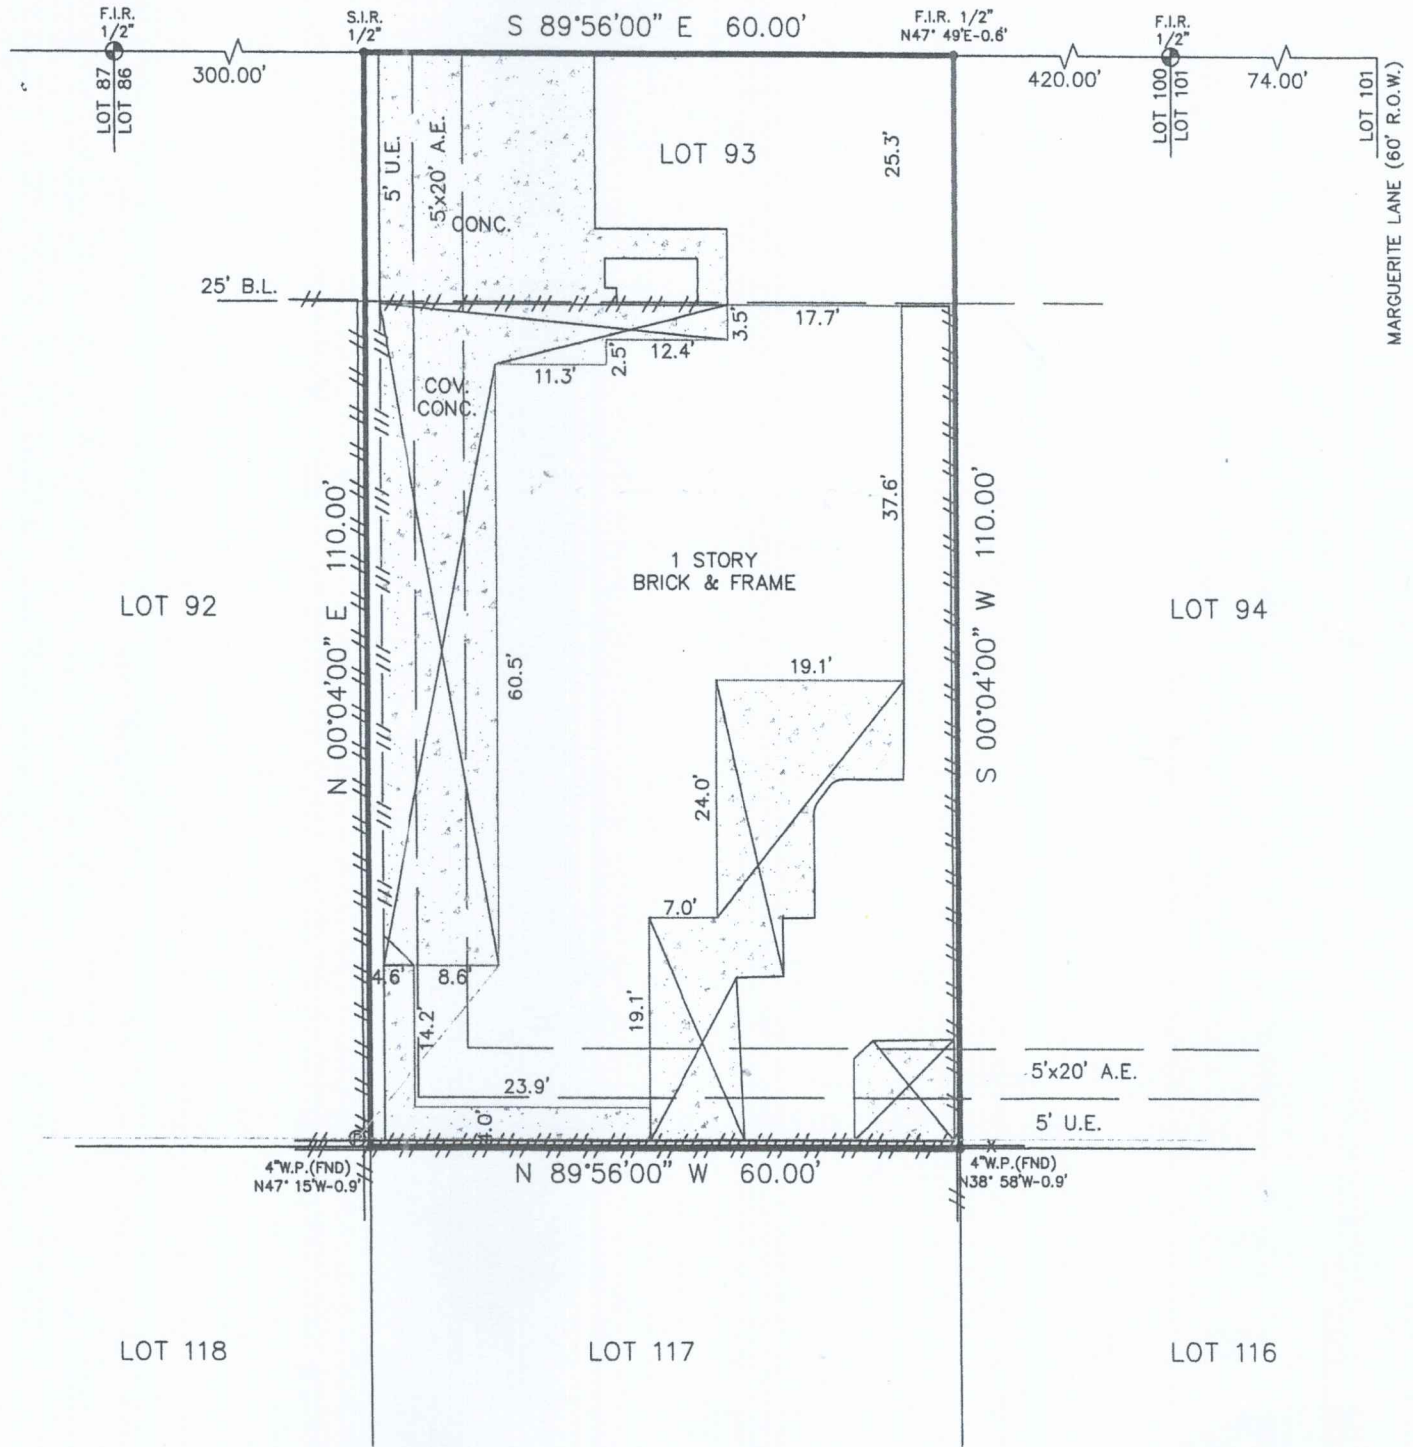 F.I.R.
1/2"
S.I.R.
1/2"
S 89°56'00" E 60.00'
F.I.R. 1/2"
N47° 49'E-0.6'
F.I.R.
1/2"
300.00'
420.00'
74.00'
LOT 87
LOT 86
LOT 100
LOT 101
LOT 101
MARGUERITE LANE (60' R.O.W.)
5' U.E.
5'x20' A.E.
LOT 93
25.3'
CONC.
25' B.L.
3.5'
17.7'
12.4'
2.5'
11.3'
COV.
CONC.
N 00°04'00" E 110.00'
37.6'
S 00°04'00" W 110.00'
1 STORY
BRICK & FRAME
LOT 92
LOT 94
60.5'
19.1'
24.0'
7.0'
4.6'
8.6'
14.2'
19.1'
23.9'
4.0'
5'x20' A.E.
5' U.E.
4"W.P.(FND)
N47° 15'W-0.9'
N 89°56'00" W 60.00'
4"W.P.(FND)
N38° 58'W-0.9'
LOT 118
LOT 117
LOT 116